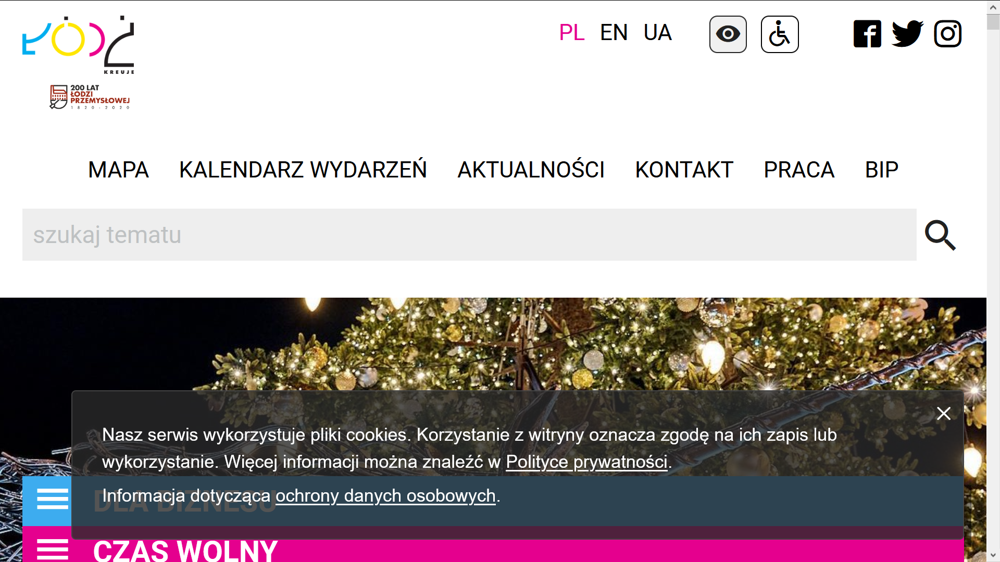 ŁÓDŹ
KREUJE
PL EN UA
200 LAT
ŁODZI
PRZEMYSŁOWEJ
1820-2020
MAPA KALENDARZ WYDARZEŃ AKTUALNOŚCI KONTAKT PRACA BIP
szukaj tematu
Nasz serwis wykorzystuje pliki cookies. Korzystanie z witryny oznacza zgodę na ich zapis lub
wykorzystanie. Więcej informacji można znaleźć w Polityce prywatności.
Informacja dotycząca ochrony danych osobowych.
DLA BIZNESU
CZAS WOLNY